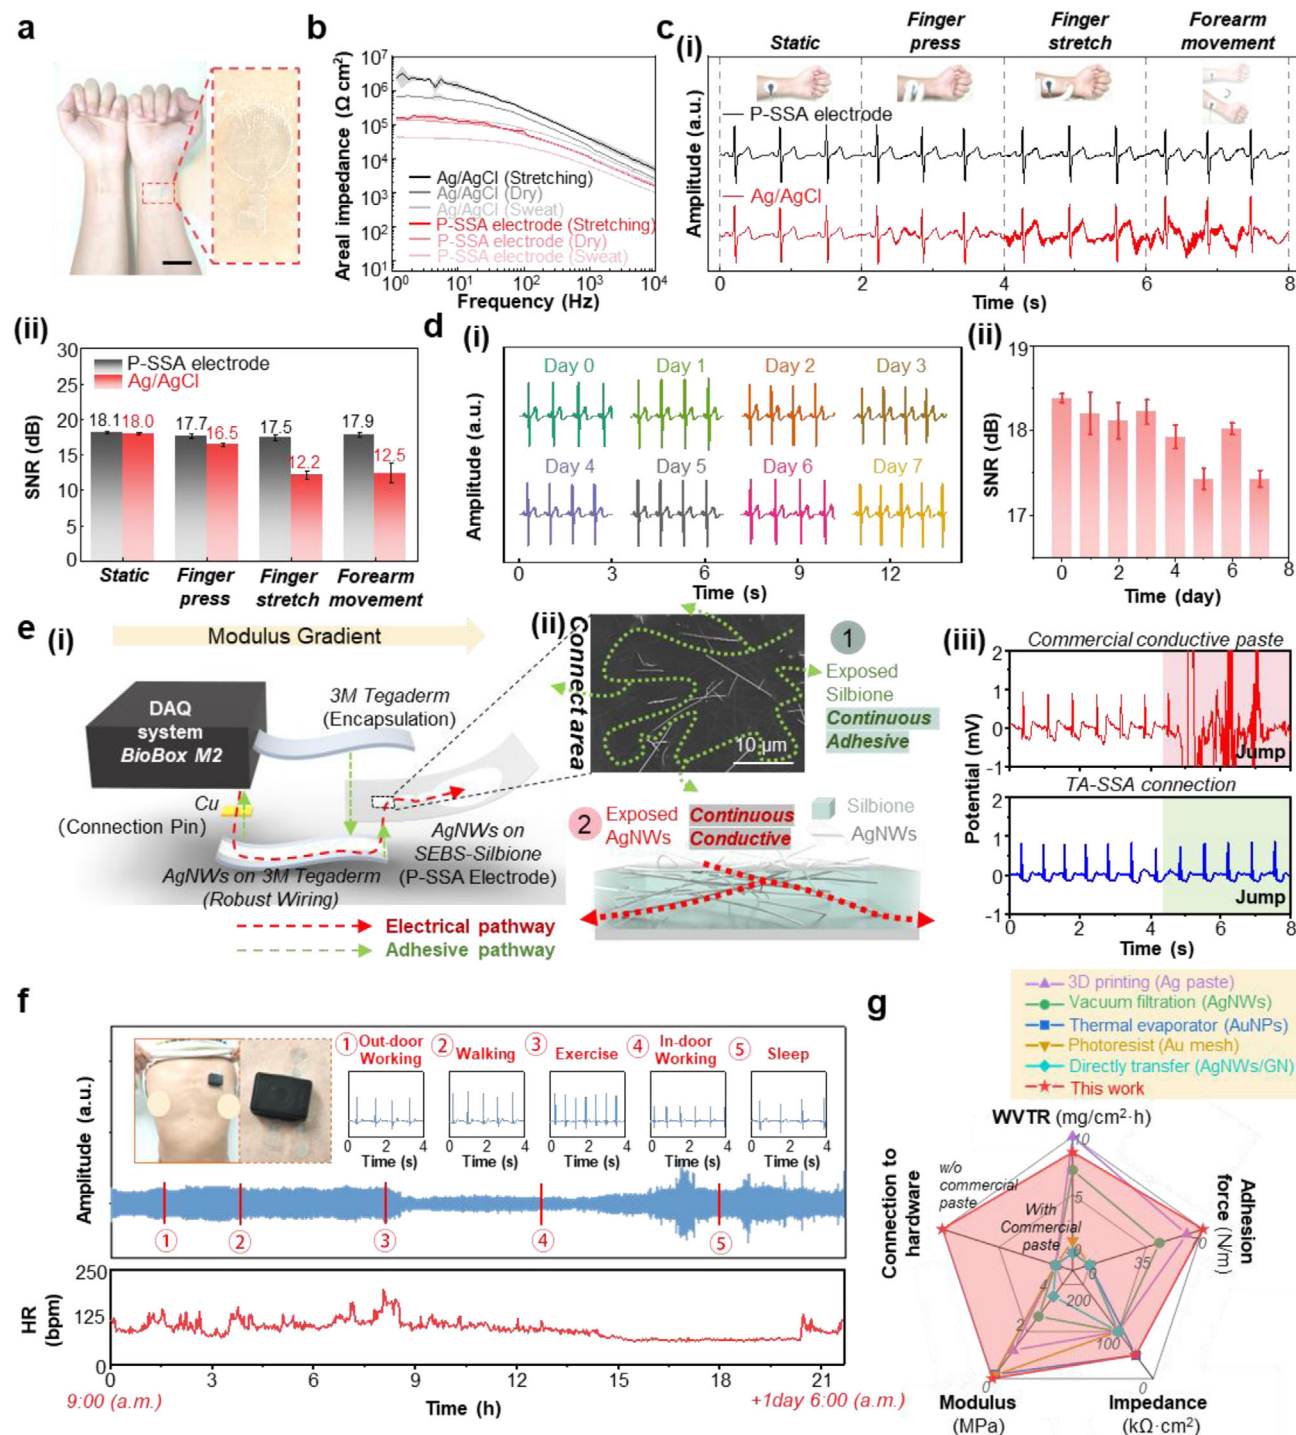 a
b
Areal impedance (Ω cm²)
10⁷
10⁶
10⁵
10⁴
10³
10²
10¹
Ag/AgCl (Stretching)
Ag/AgCl (Dry)
Ag/AgCl (Sweat)
P-SSA electrode (Stretching)
P-SSA electrode (Dry)
P-SSA electrode (Sweat)
10⁰ 10¹ 10² 10³ 10⁴
Frequency (Hz)
c
(i)
Static
Finger press
Finger stretch
Forearm movement
Amplitude (a.u.)
P-SSA electrode
Ag/AgCl
0 2 4 6 8
Time (s)
(ii)
SNR (dB)
30
25
20
15
10
5
0
P-SSA electrode
Ag/AgCl
18.1 18.0 17.7 16.5 17.5 12.2 17.9 12.5
Static
Finger press
Finger stretch
Forearm movement
d
(i)
Amplitude (a.u.)
Day 0 Day 1 Day 2 Day 3
Day 4 Day 5 Day 6 Day 7
0 3 6 9 12
Time (s)
(ii)
SNR (dB)
19
18
17
0 2 4 6 8
Time (day)
e
(i)
Modulus Gradient
DAQ
system
BioBox M2
3M Tegaderm
(Encapsulation)
Cu
(Connection Pin)
AgNWs on 3M Tegaderm
(Robust Wiring)
AgNWs on
SEBS-Silbione
(P-SSA Electrode)
Electrical pathway
Adhesive pathway
(ii)
Connect area
10 µm
1
Exposed
Silbione
Continuous
Adhesive
2
Exposed
AgNWs
Continuous
Conductive
Silbione
AgNWs
(iii)
Commercial conductive paste
Potential (mV)
2
1
0
-1
Jump
TA-SSA connection
2
1
0
-1
Jump
0 2 4 6 8
Time (s)
f
Amplitude (a.u.)
1 Out-door
Working
2 Walking
3 Exercise
4 In-door
Working
5 Sleep
0 2 4
Time (s)
0 2 4
Time (s)
0 2 4
Time (s)
0 2 4
Time (s)
0 2 4
Time (s)
1 2 3 4 5
HR
(bpm)
250
125
0
0 3 6 9 12 15 18 21
9:00 (a.m.)
Time (h)
+1day 6:00 (a.m.)
g
3D printing (Ag paste)
Vacuum filtration (AgNWs)
Thermal evaporator (AuNPs)
Photoresist (Au mesh)
Directly transfer (AgNWs/GN)
This work
WVTR (mg/cm²·h)
10
5
0
Adhesion
force (N/m)
35
0
Connection to
hardware
w/o
commercial
paste
With
Commercial
paste
4
2
0
200
100
0
Modulus
(MPa)
Impedance
(kΩ·cm²)